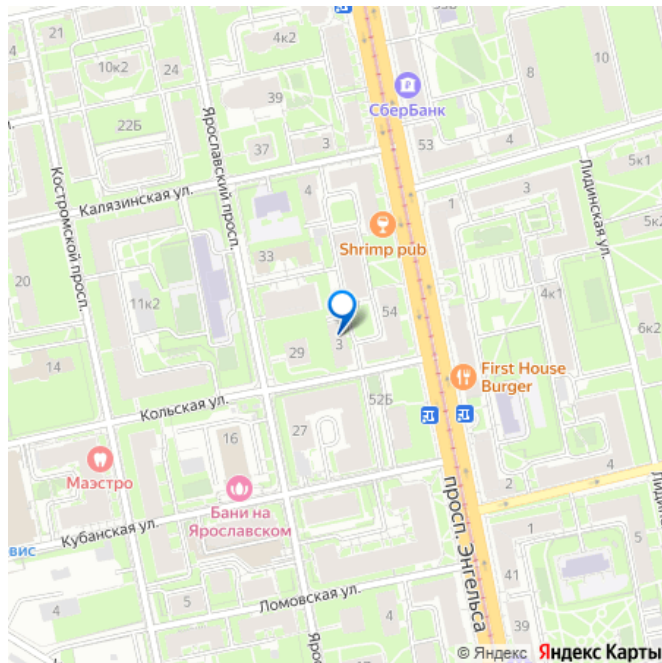 21
10к2
24
4к2
39
СберБанк
8
10
22Б
37
3
53
4
5к1
Калязинская ул.
Ярославский просп.
Костромской просп.
4
Shrimp pub
1
3
Лидинская ул.
5к2
33
20
11к2
54
4к1
6к2
3
29
14
First House
Burger
Кольская ул.
52Б
16
27
Маэстро
Бани на
Ярославском
4
2
Кубанская ул.
вис
просп. Энгельса
1
5
41
Ломовская ул.
4
5
39
© Яндекс Яндекс Карты